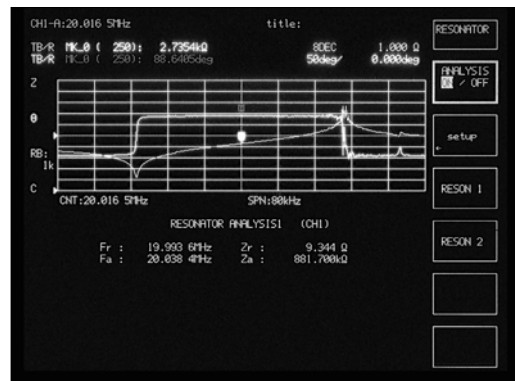 CH1-A:20.016 5MHz title:
TB/R MK_0 ( 250): 2.7354kΩ 8DEC 1.000 Ω
TB/R MK_0 ( 250): 88.6405deg 50deg/ 0.000deg
Z
θ
RB:
1k
C
CNT:20.016 5MHz SPN:80kHz
RESONATOR ANALYSIS1 (CH1)
Fr : 19.993 6MHz Zr : 9.344 Ω
Fa : 20.038 4MHz Za : 881.700kΩ
RESONATOR
ANALYSIS
ON / OFF
setup
RESON 1
RESON 2